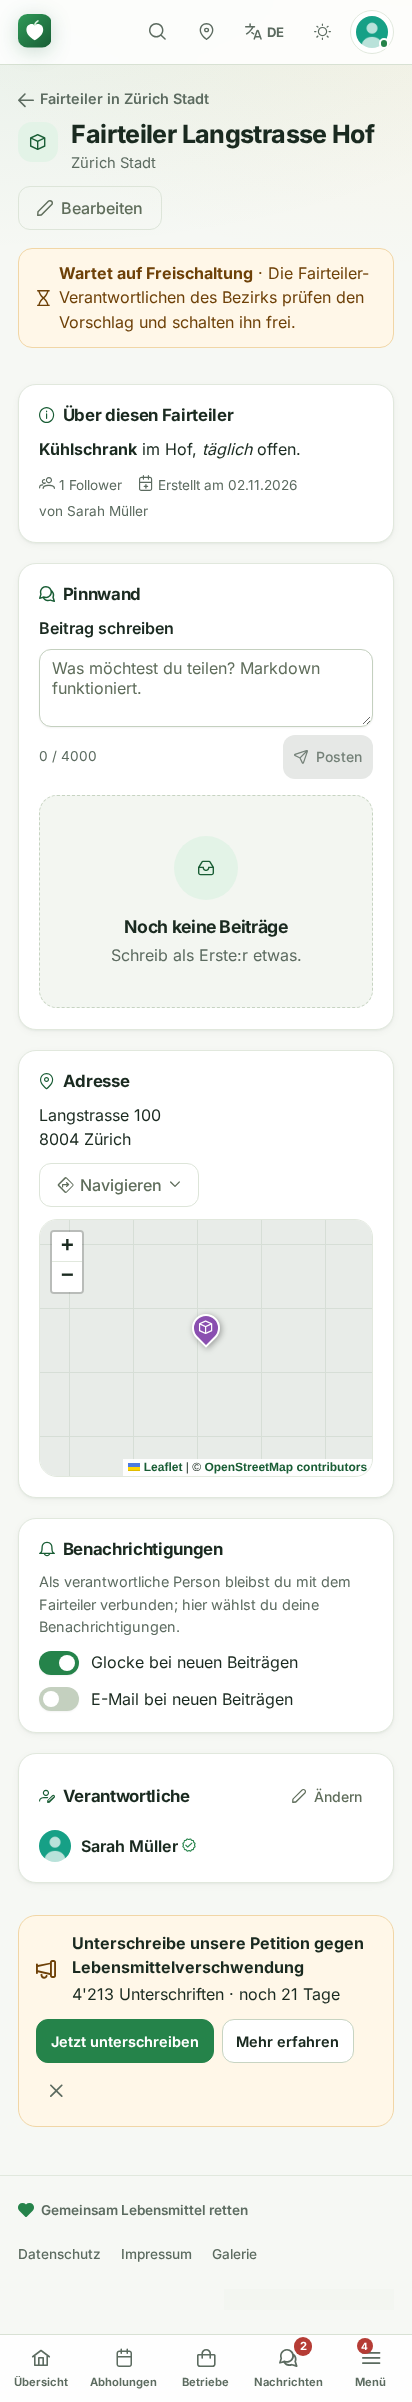 DE
Fairteiler in Zürich Stadt
Fairteiler Langstrasse Hof
Zürich Stadt
Bearbeiten
Wartet auf Freischaltung · Die Fairteiler-
Verantwortlichen des Bezirks prüfen den
Vorschlag und schalten ihn frei.
Über diesen Fairteiler
Kühlschrank im Hof, täglich offen.
1 Follower Erstellt am 02.11.2026
von Sarah Müller
Pinnwand
Beitrag schreiben
Was möchtest du teilen? Markdown
funktioniert.
0 / 4000
Posten
Noch keine Beiträge
Schreib als Erste:r etwas.
Adresse
Langstrasse 100
8004 Zürich
Navigieren
+
−
Leaflet | © OpenStreetMap contributors
Benachrichtigungen
Als verantwortliche Person bleibst du mit dem
Fairteiler verbunden; hier wählst du deine
Benachrichtigungen.
Glocke bei neuen Beiträgen
E-Mail bei neuen Beiträgen
Verantwortliche
Ändern
Sarah Müller
Unterschreibe unsere Petition gegen
Lebensmittelverschwendung
4'213 Unterschriften · noch 21 Tage
Jetzt unterschreiben
Mehr erfahren
Gemeinsam Lebensmittel retten
Datenschutz Impressum Galerie
2 4
Übersicht Abholungen Betriebe Nachrichten Menü